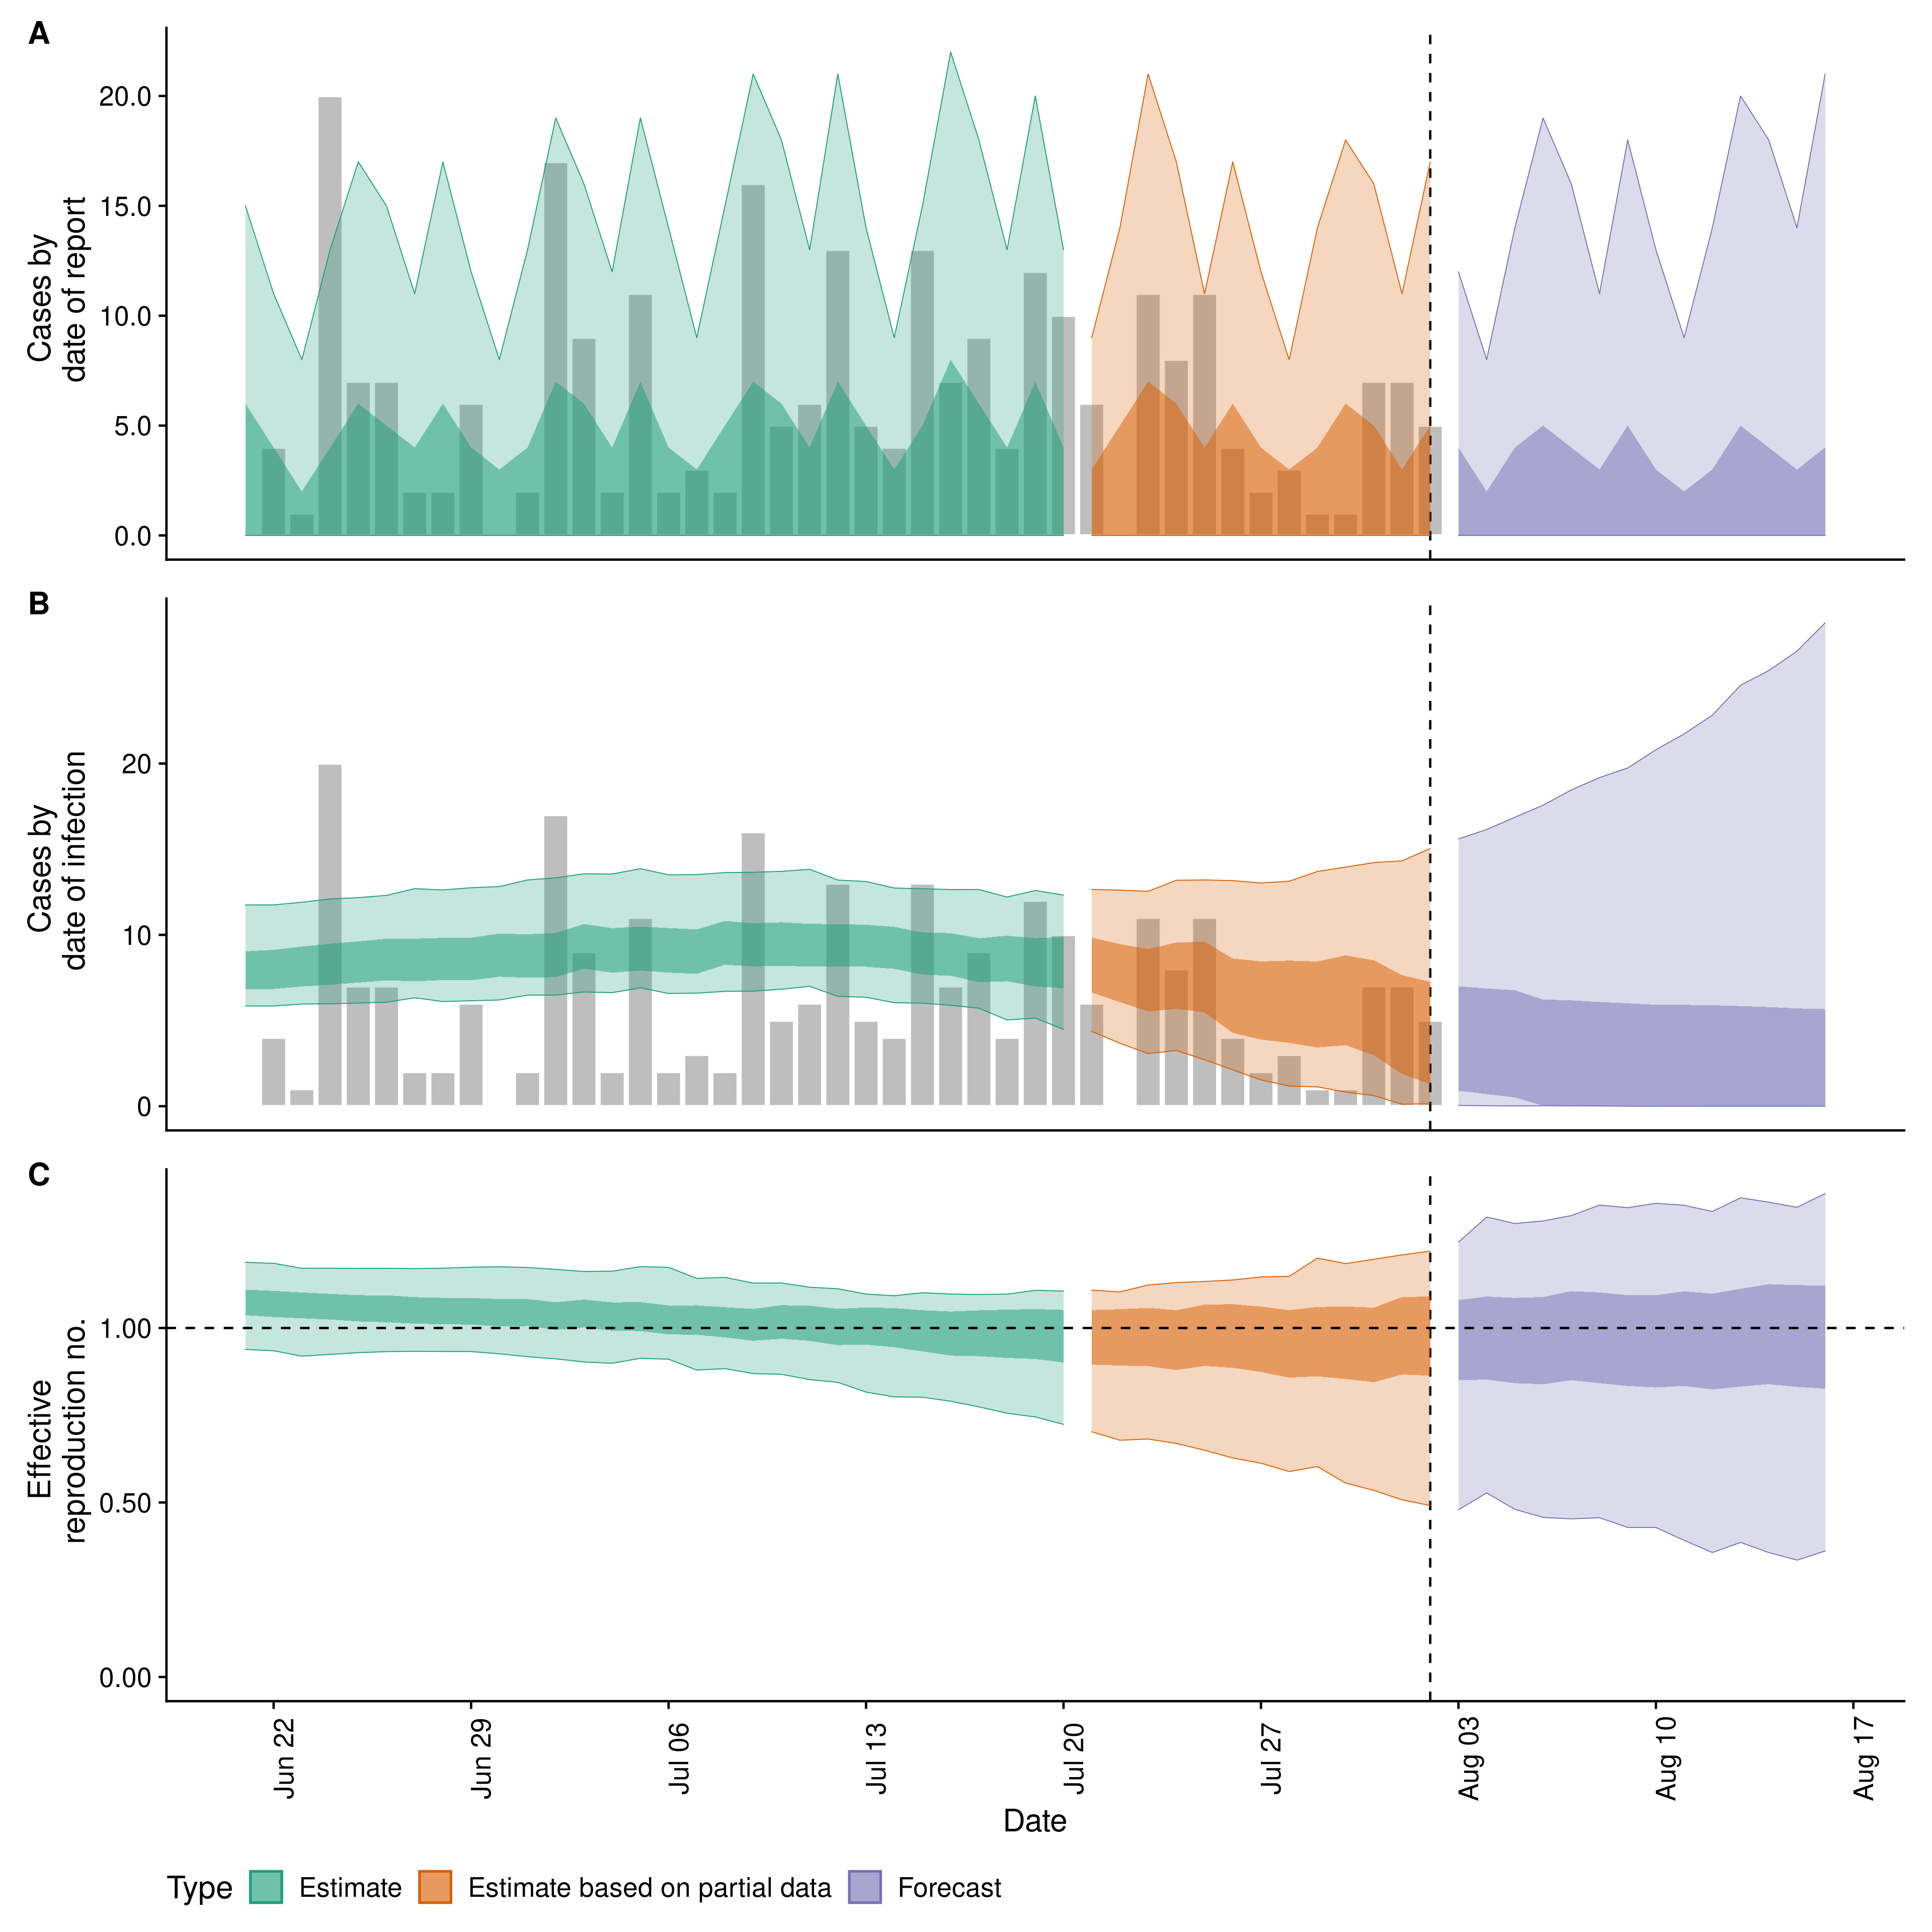 A
Cases by
date of report
20.0
15.0
10.0
5.0
0.0
B
Cases by
date of infection
20
10
0
C
Effective
reproduction no.
1.00
0.50
0.00
Jun 22
Jun 29
Jul 06
Jul 13
Jul 20
Jul 27
Aug 03
Aug 10
Aug 17
Date
Type Estimate Estimate based on partial data Forecast